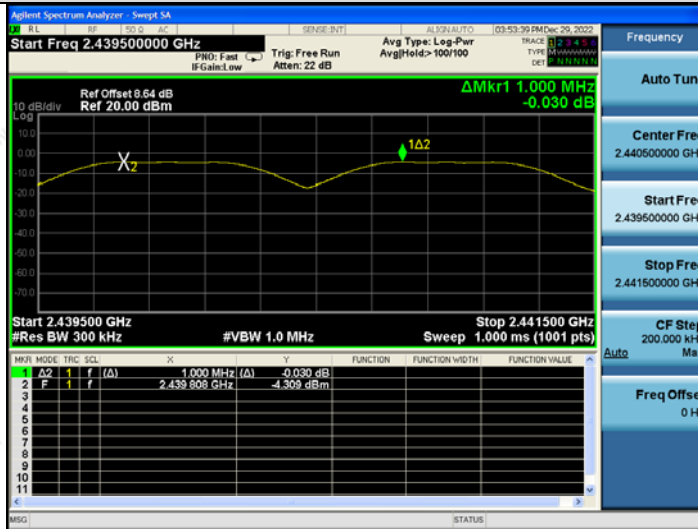 Agilent Spectrum Analyzer - Swept SA
RL RF 50 Ω AC SENSE:INT ALIGN AUTO 03:53:39 PM Dec 29, 2022
Start Freq 2.439500000 GHz
PNO: Fast
IFGain:Low
Trig: Free Run
Atten: 22 dB
Avg Type: Log-Pwr
Avg|Hold:>100/100
TRACE 1 2 3 4 5 6
TYPE
DET P N N N N N
Ref Offset 8.64 dB
Ref 20.00 dBm
ΔMkr1 1.000 MHz
-0.030 dB
10 dB/div
Log
10.0
0.00
-10.0
-20.0
-30.0
-40.0
-50.0
-60.0
-70.0
X2
1Δ2
Start 2.439500 GHz
Stop 2.441500 GHz
#Res BW 300 kHz #VBW 1.0 MHz Sweep 1.000 ms (1001 pts)
MKR MODE TRC SCL X Y FUNCTION FUNCTION WIDTH FUNCTION VALUE
1 Δ2 1 f (Δ) 1.000 MHz (Δ) -0.030 dB
2 F 1 f 2.439 808 GHz -4.309 dBm
3
4
5
6
7
8
9
10
11
MSG STATUS
Frequency
Auto Tun
Center Fre
2.440500000 GH
Start Fre
2.439500000 GH
Stop Fre
2.441500000 GH
CF Step
200.000 kH
Auto Ma
Freq Offse
0 H